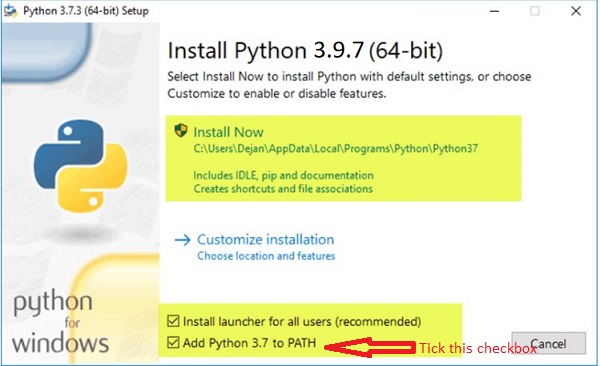 Python 3.7.3 (64-bit) Setup
Install Python 3.9.7 (64-bit)
Select Install Now to install Python with default settings, or choose
Customize to enable or disable features.
Install Now
C:\Users\Dejan\AppData\Local\Programs\Python\Python37
Includes IDLE, pip and documentation
Creates shortcuts and file associations
Customize installation
Choose location and features
python
for
windows
Install launcher for all users (recommended)
Add Python 3.7 to PATH
Tick this checkbox
Cancel